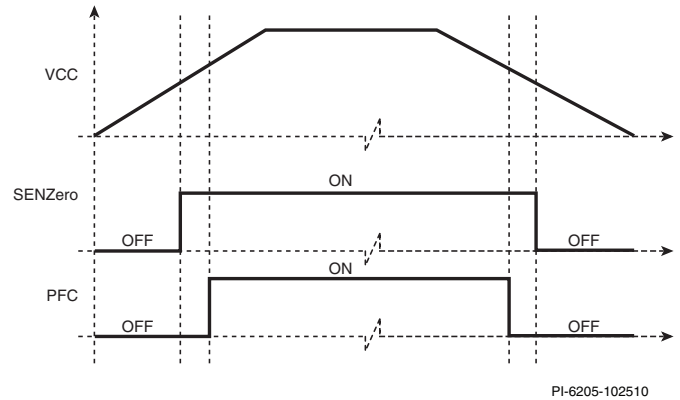 VCC
SENZero
ON
OFF
OFF
PFC
ON
OFF
OFF
PI-6205-102510